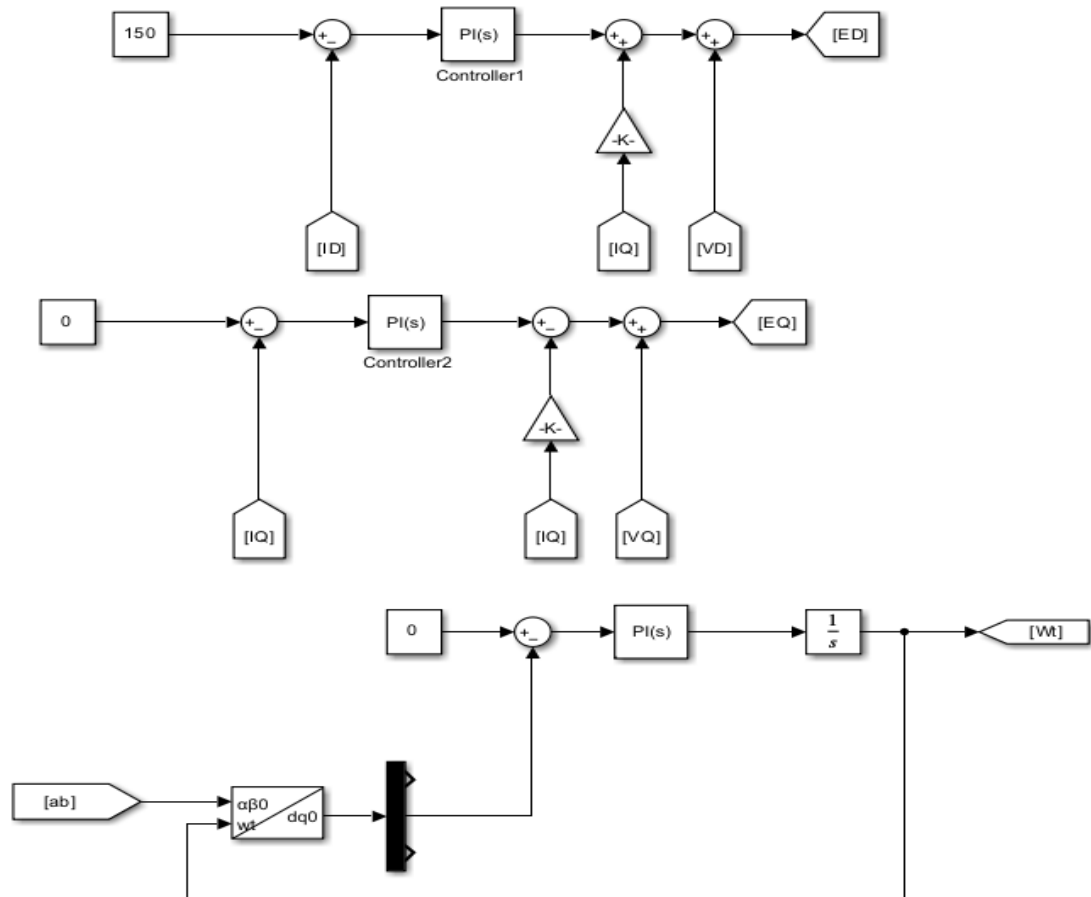 150
+
−
PI(s)
+
+
+
+
[ED]
Controller1
-K-
[ID]
[IQ]
[VD]
0
+
−
PI(s)
+
−
+
+
[EQ]
Controller2
-K-
[IQ]
[IQ]
[VQ]
0
+
−
PI(s)
1
s
[Wt]
[ab]
αβ0
wt
dq0